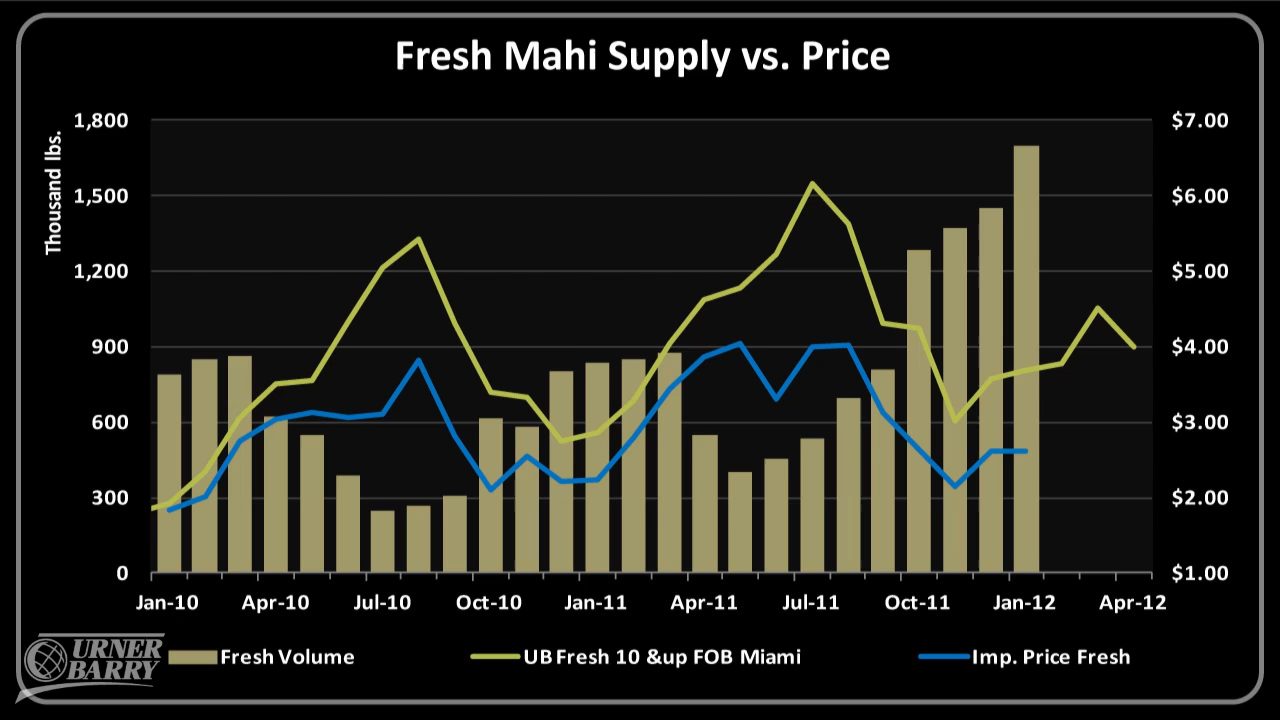 Fresh Mahi Supply vs. Price
Thousand lbs.
1,800
1,500
1,200
900
600
300
0
$7.00
$6.00
$5.00
$4.00
$3.00
$2.00
$1.00
Jan-10 Apr-10 Jul-10 Oct-10 Jan-11 Apr-11 Jul-11 Oct-11 Jan-12 Apr-12
Fresh Volume UB Fresh 10 &up FOB Miami Imp. Price Fresh
URNER
BARRY